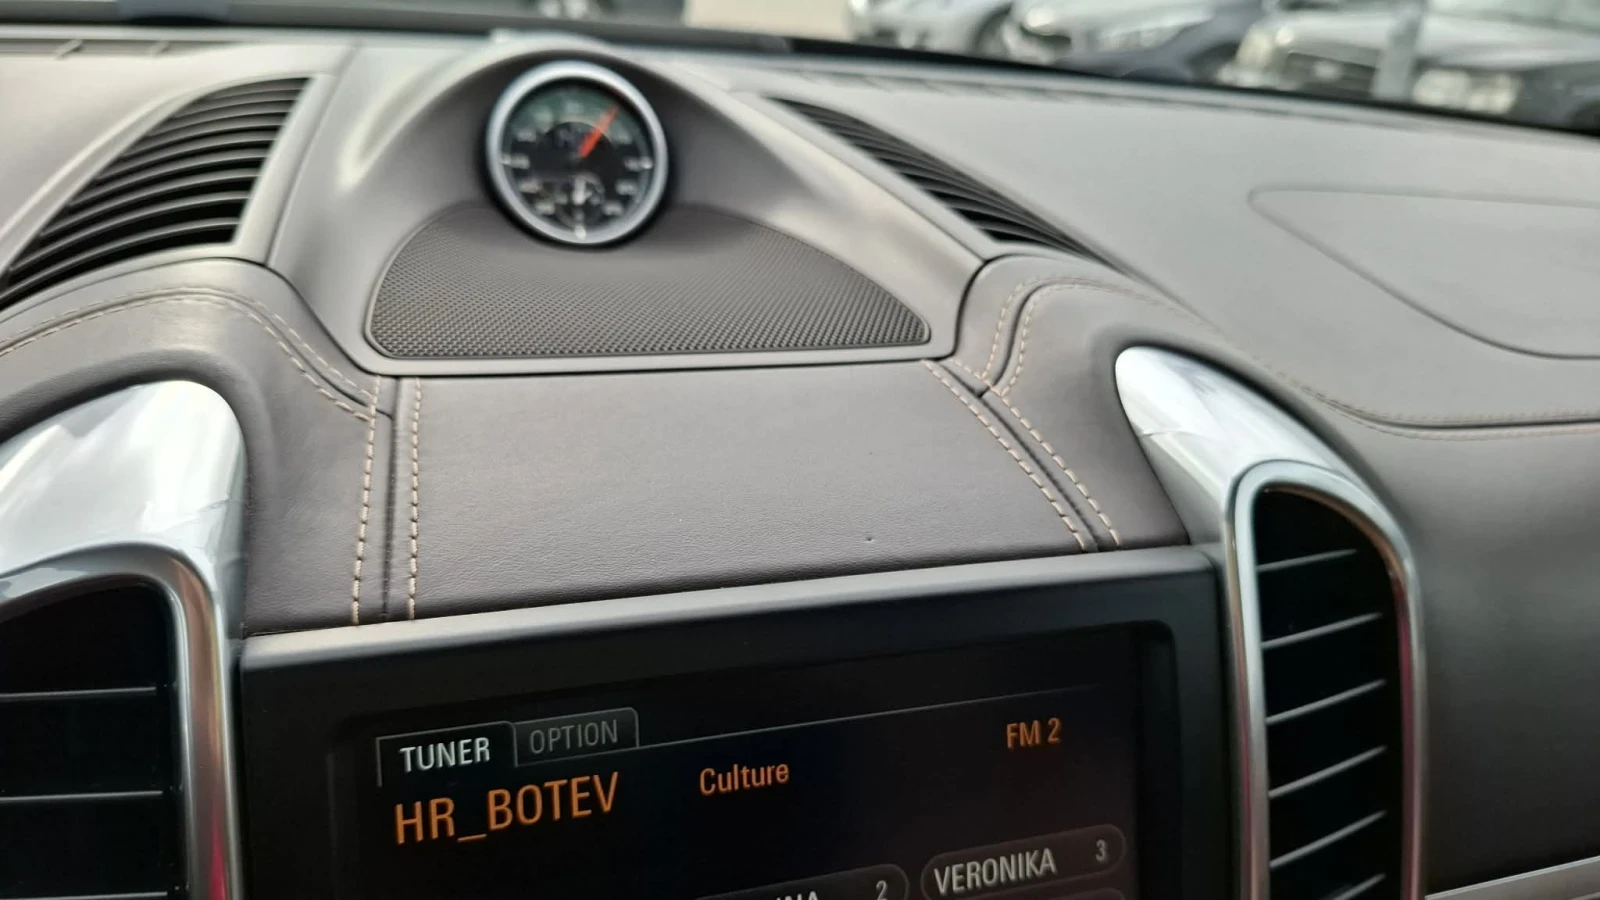 TUNER OPTION
HR_BOTEV Culture FM 2
2
VERONIKA 3